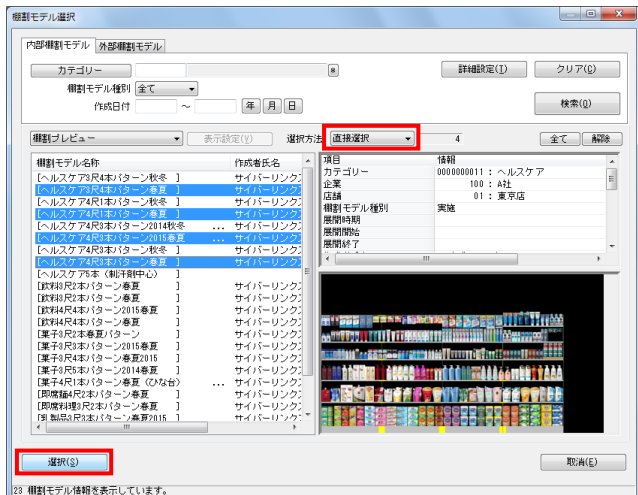 棚割モデル選択
内部棚割モデル 外部棚割モデル
カテゴリー
詳細設定(I) クリア(C)
棚割モデル種別 全て
作成日付 ～ 年 月 日
検索(Q)
棚割プレビュー 表示設定(V) 選択方法 直接選択 4 全て 解除
棚割モデル名称 作成者氏名
[ヘルスケア3尺4本パターン秋冬 ] サイバーリンクス
[ヘルスケア3尺4本パターン春夏 ] サイバーリンクス
[ヘルスケア4尺1本パターン秋冬 ] サイバーリンクス
[ヘルスケア4尺1本パターン春夏 ] サイバーリンクス
[ヘルスケア4尺3本パターン2014秋冬 ... サイバーリンクス
[ヘルスケア4尺3本パターン2015春夏 ... サイバーリンクス
[ヘルスケア4尺3本パターン秋冬 ] サイバーリンクス
[ヘルスケア4尺3本パターン春夏 ] サイバーリンクス
[ヘルスケア5本（制汗剤中心） ]
[飲料3尺2本パターン春夏 ] サイバーリンクス
[飲料4尺4本パターン2015春夏 ] サイバーリンクス
[飲料4尺4本パターン春夏 ] サイバーリンクス
[菓子3尺2本春夏パターン ] サイバーリンクス
[菓子3尺3本パターン2015春夏 ] サイバーリンクス
[菓子3尺4本パターン春夏2015 ] サイバーリンクス
[菓子3尺5本パターン2014春夏 ] サイバーリンクス
[菓子4尺1本パターン春夏（ひな台） ... サイバーリンクス
[即席麺4尺2本パターン春夏 ] サイバーリンクス
[即席料理3尺2本パターン春夏 ] サイバーリンクス
[乳製品3尺3本パターン春夏2015 ] サイバーリンクス
項目 情報
カテゴリー 0000000011 : ヘルスケア
企業 100 : A社
店舗 01 : 東京店
棚割モデル種別 実施
展開時期
展開開始
展開終了
選択(S) 取消(E)
23 棚割モデル情報を表示しています。